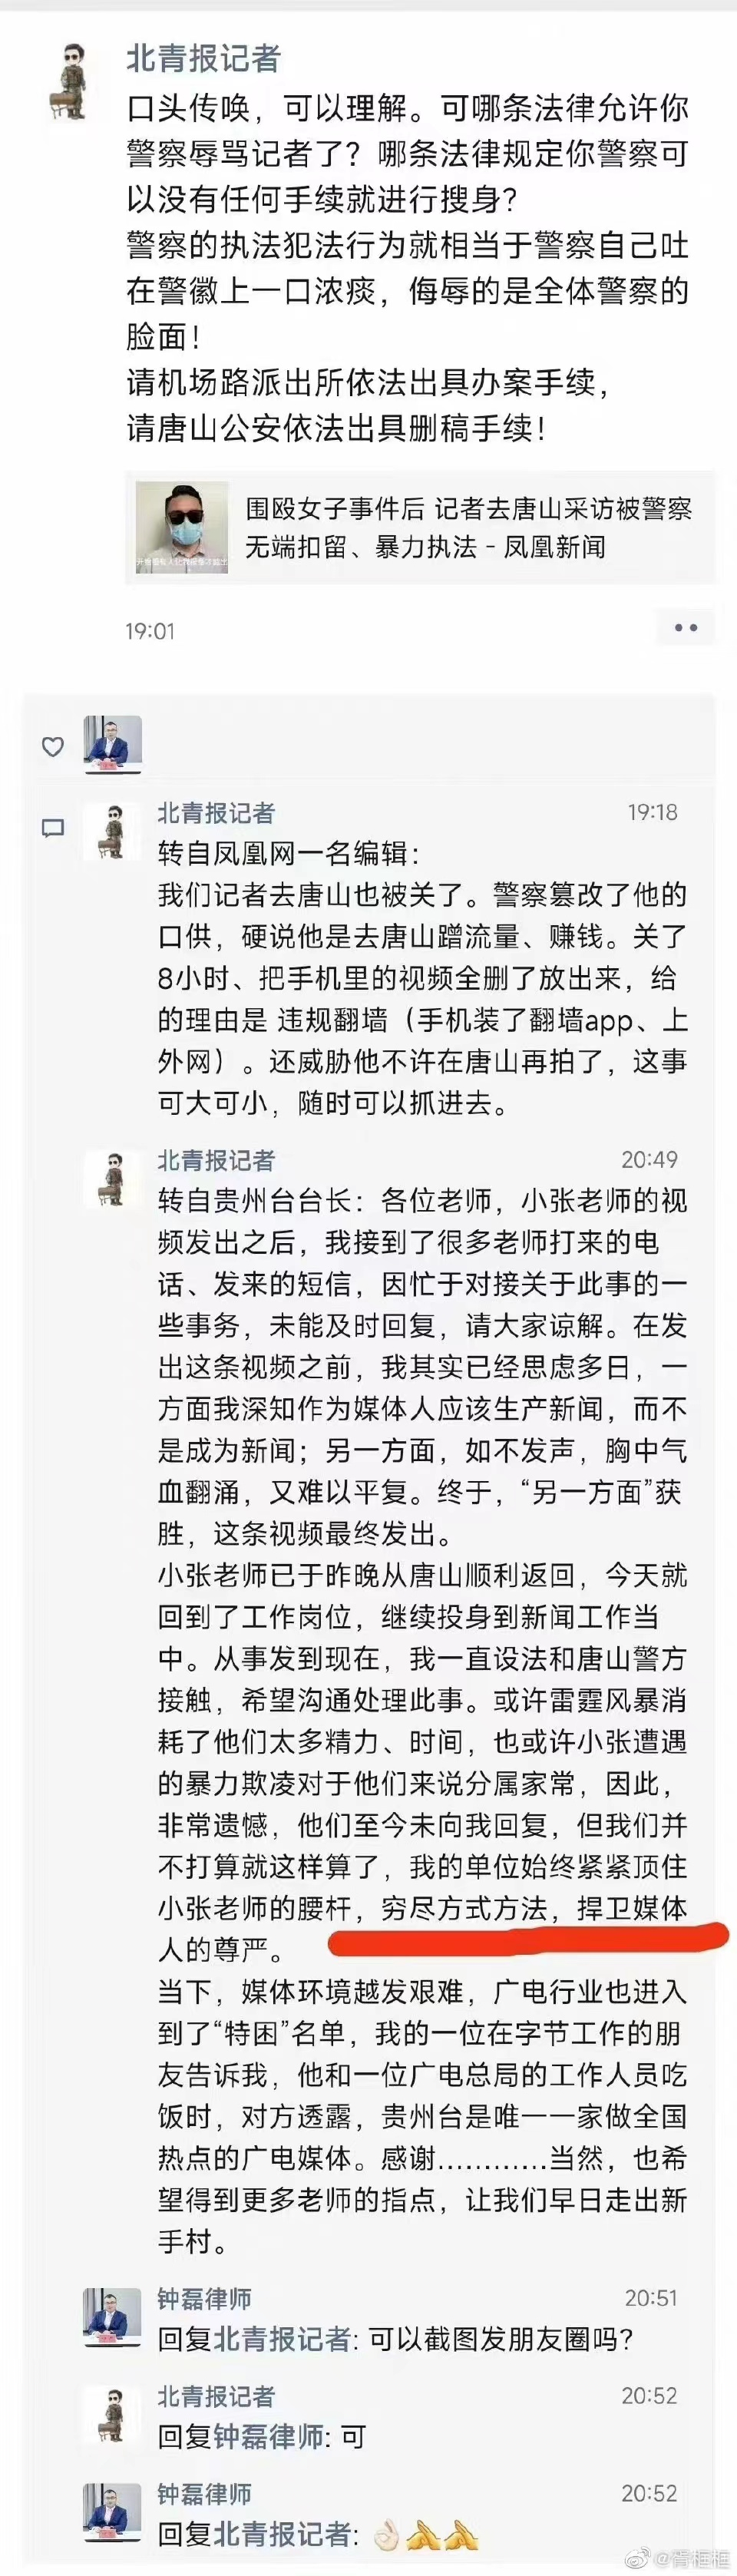 北青报记者
口头传唤，可以理解。可哪条法律允许你
警察辱骂记者了？哪条法律规定你警察可
以没有任何手续就进行搜身？
警察的执法犯法行为就相当于警察自己吐
在警徽上一口浓痰，侮辱的是全体警察的
脸面！
请机场路派出所依法出具办案手续，
请唐山公安依法出具删稿手续！
围殴女子事件后 记者去唐山采访被警察
无端扣留、暴力执法 - 凤凰新闻
19:01
北青报记者 19:18
转自凤凰网一名编辑：
我们记者去唐山也被关了。警察篡改了他的
口供，硬说他是去唐山蹭流量、赚钱。关了
8小时、把手机里的视频全删了放出来，给
的理由是 违规翻墙（手机装了翻墙app、上
外网）。还威胁他不许在唐山再拍了，这事
可大可小，随时可以抓进去。
北青报记者 20:49
转自贵州台台长：各位老师，小张老师的视
频发出之后，我接到了很多老师打来的电
话、发来的短信，因忙于对接关于此事的一
些事务，未能及时回复，请大家谅解。在发
出这条视频之前，我其实已经思虑多日，一
方面我深知作为媒体人应该生产新闻，而不
是成为新闻；另一方面，如不发声，胸中气
血翻涌，又难以平复。终于，“另一方面”获
胜，这条视频最终发出。
小张老师已于昨晚从唐山顺利返回，今天就
回到了工作岗位，继续投身到新闻工作当
中。从事发到现在，我一直设法和唐山警方
接触，希望沟通处理此事。或许雷霆风暴消
耗了他们太多精力、时间，也或许小张遭遇
的暴力欺凌对于他们来说分属家常，因此，
非常遗憾，他们至今未向我回复，但我们并
不打算就这样算了，我的单位始终紧紧顶住
小张老师的腰杆，穷尽方式方法，捍卫媒体
人的尊严。
当下，媒体环境越发艰难，广电行业也进入
到了“特困”名单，我的一位在字节工作的朋
友告诉我，他和一位广电总局的工作人员吃
饭时，对方透露，贵州台是唯一一家做全国
热点的广电媒体。感谢…………当然，也希
望得到更多老师的指点，让我们早日走出新
手村。
钟磊律师 20:51
回复北青报记者: 可以截图发朋友圈吗？
北青报记者 20:52
回复钟磊律师: 可
钟磊律师 20:52
回复北青报记者: 👌🙏🙏
@胥框框